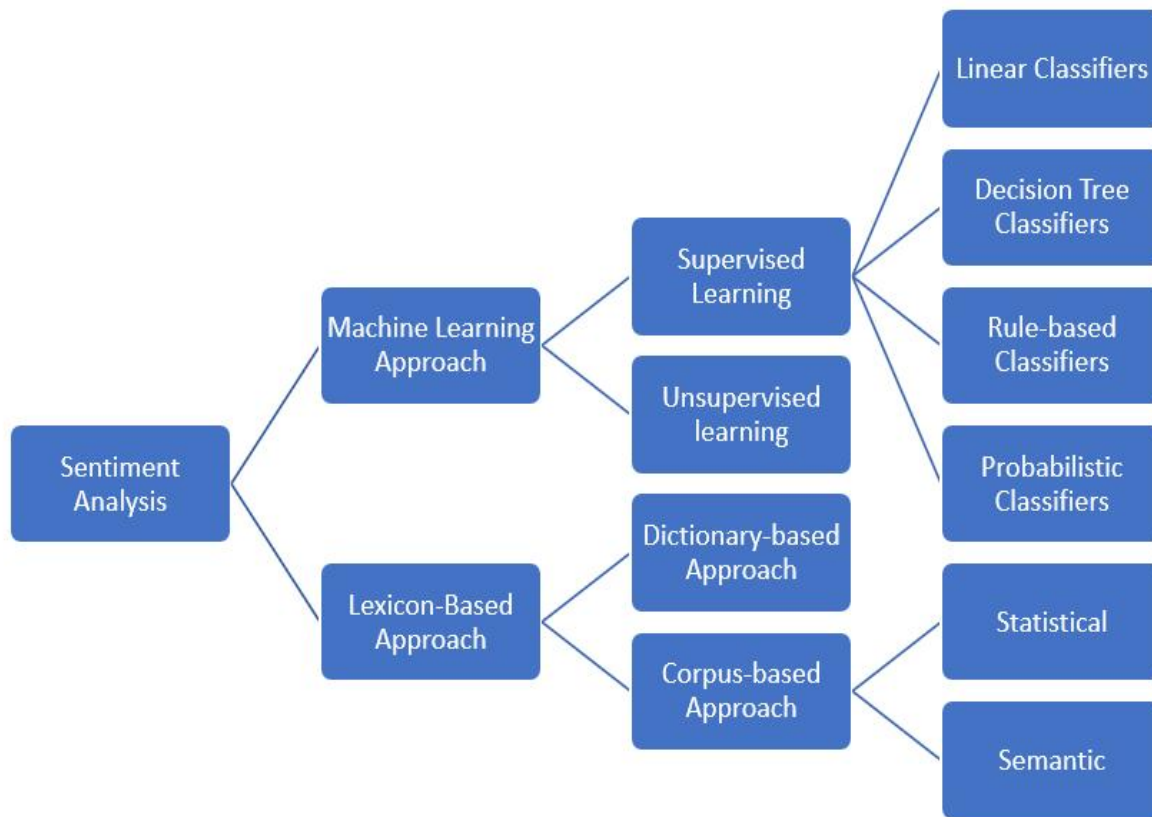 Sentiment
Analysis
Machine Learning
Approach
Lexicon-Based
Approach
Supervised
Learning
Unsupervised
learning
Dictionary-based
Approach
Corpus-based
Approach
Linear Classifiers
Decision Tree
Classifiers
Rule-based
Classifiers
Probabilistic
Classifiers
Statistical
Semantic